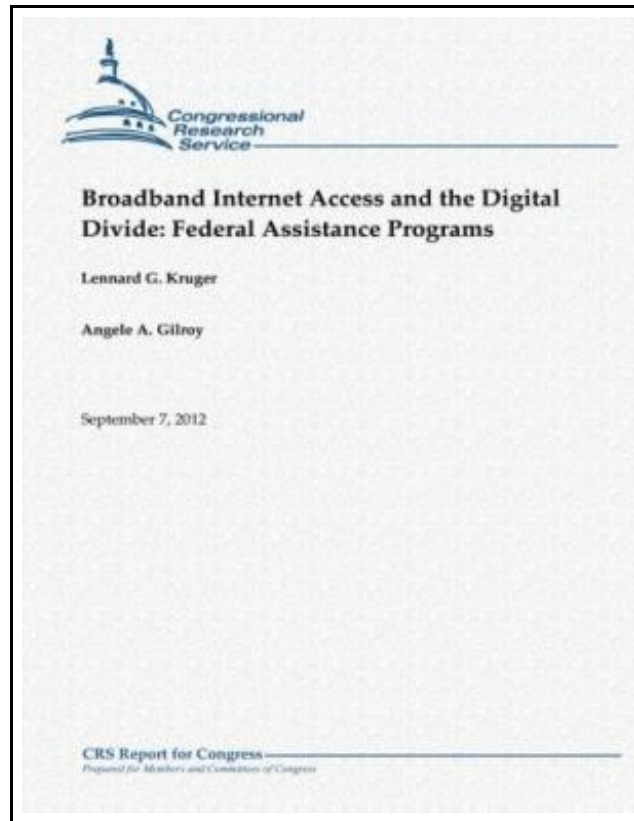 Congressional
Research
Service
Broadband Internet Access and the Digital
Divide: Federal Assistance Programs
Lennard G. Kruger
Angele A. Gilroy
September 7, 2012
CRS Report for Congress
Prepared for Members and Committees of Congress